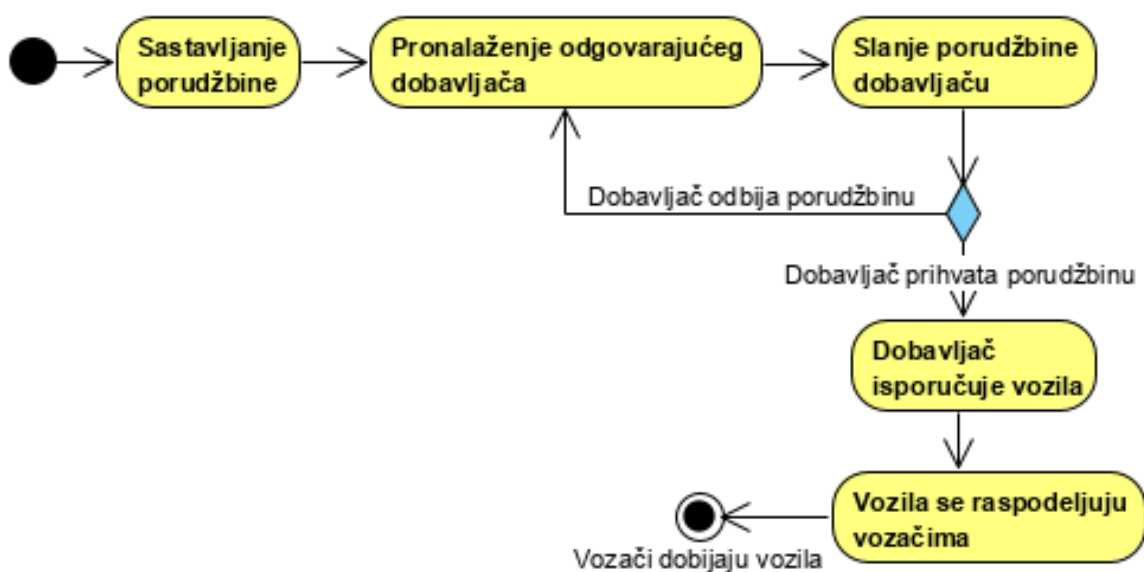 Sastavljanje
porudžbine
Pronalaženje odgovarajućeg
dobavljača
Slanje porudžbine
dobavljaču
Dobavljač odbija porudžbinu
Dobavljač prihvata porudžbinu
Dobavljač
isporučuje vozila
Vozila se raspodeljuju
vozačima
Vozači dobijaju vozila